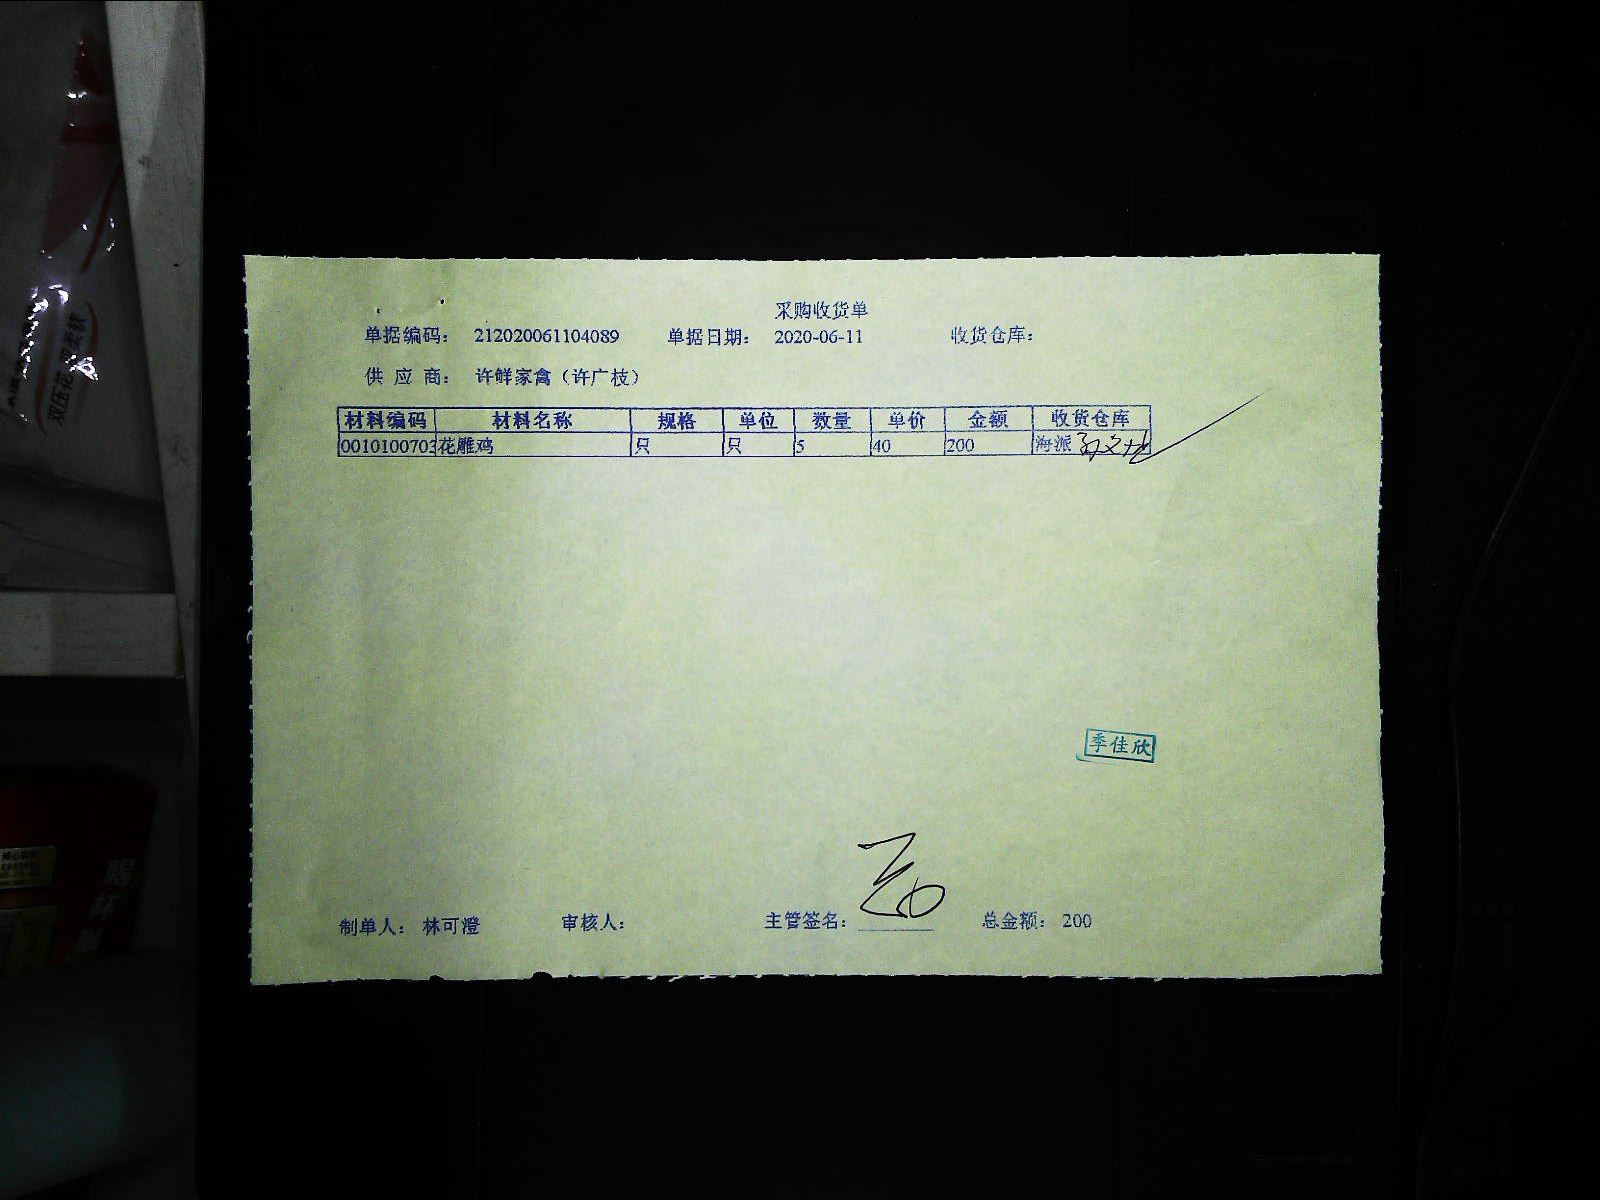 采购收货单
单据编码： 212020061104089 单据日期： 2020-06-11 收货仓库：
供 应 商： 许鲜家禽（许广枝）
材料编码 材料名称 规格 单位 数量 单价 金额 收货仓库
0010100703 花雕鸡 只 只 5 40 200 海派
季佳欣
制单人： 林可澄 审核人： 主管签名： 总金额： 200
双压花